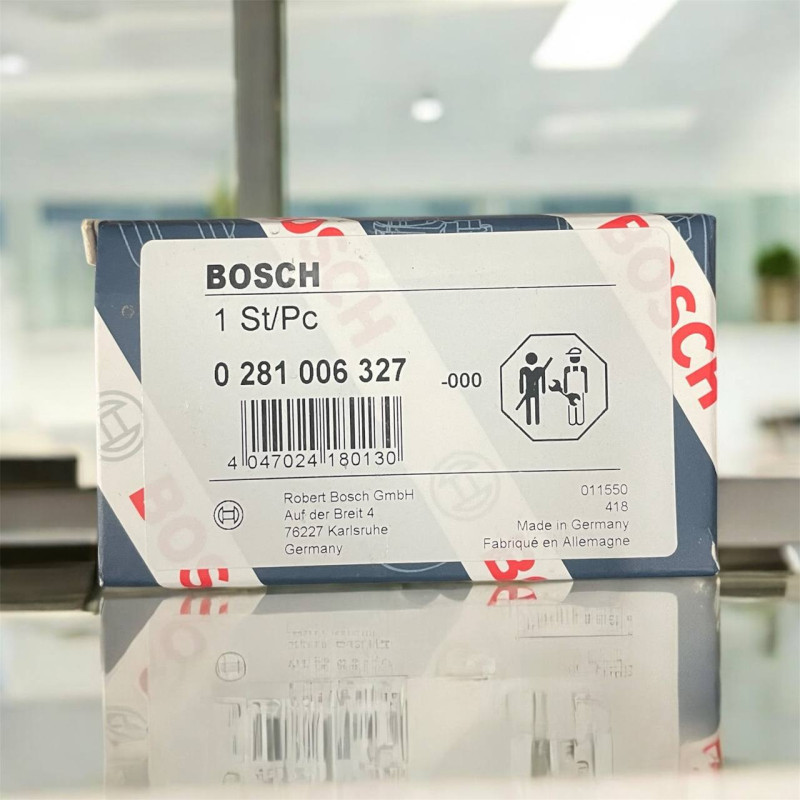 BOSCH
1 St/Pc
0 281 006 327
-000
4 047024 180130
Robert Bosch GmbH
Auf der Breit 4
76227 Karlsruhe
Germany
011550
418
Made in Germany
Fabriqué en Allemagne
BOSCH
BOSCH